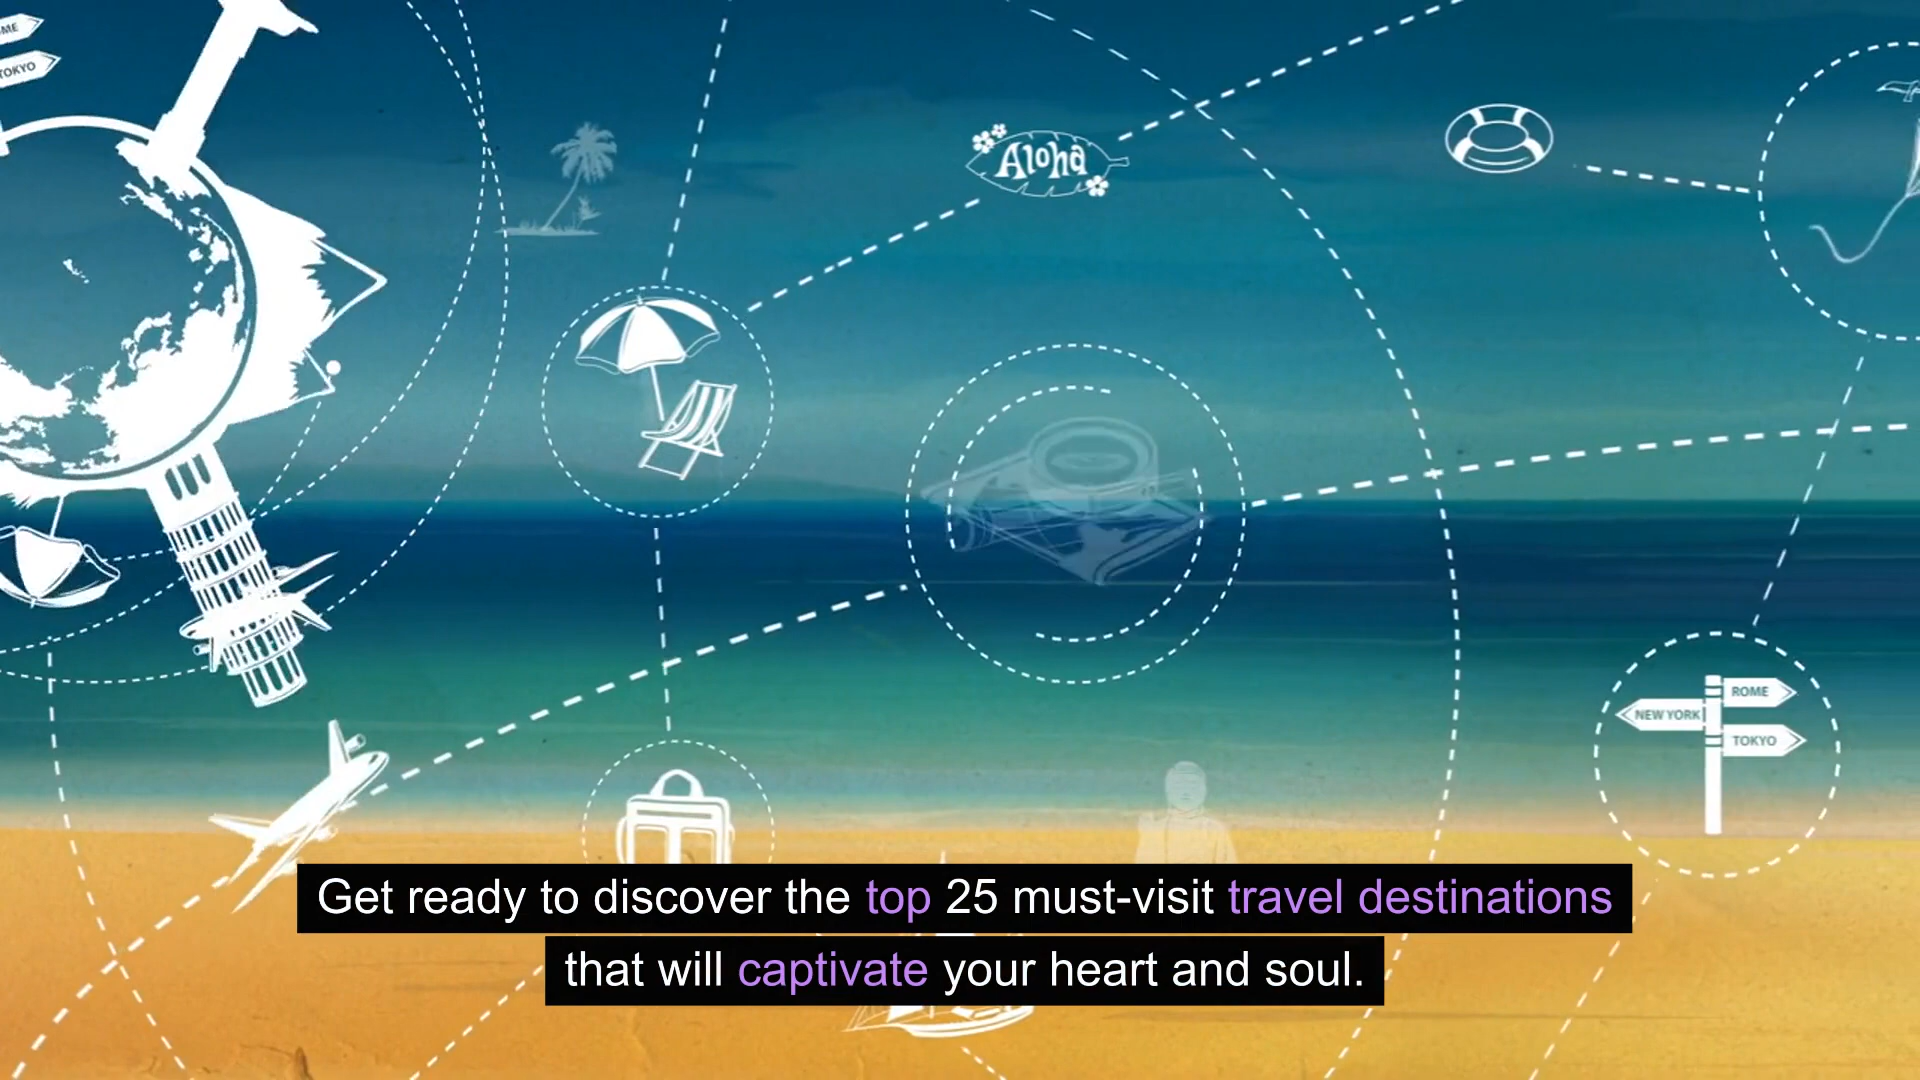 TOKYO
Aloha
ROME
NEW YORK
TOKYO
Get ready to discover the top 25 must-visit travel destinations
that will captivate your heart and soul.